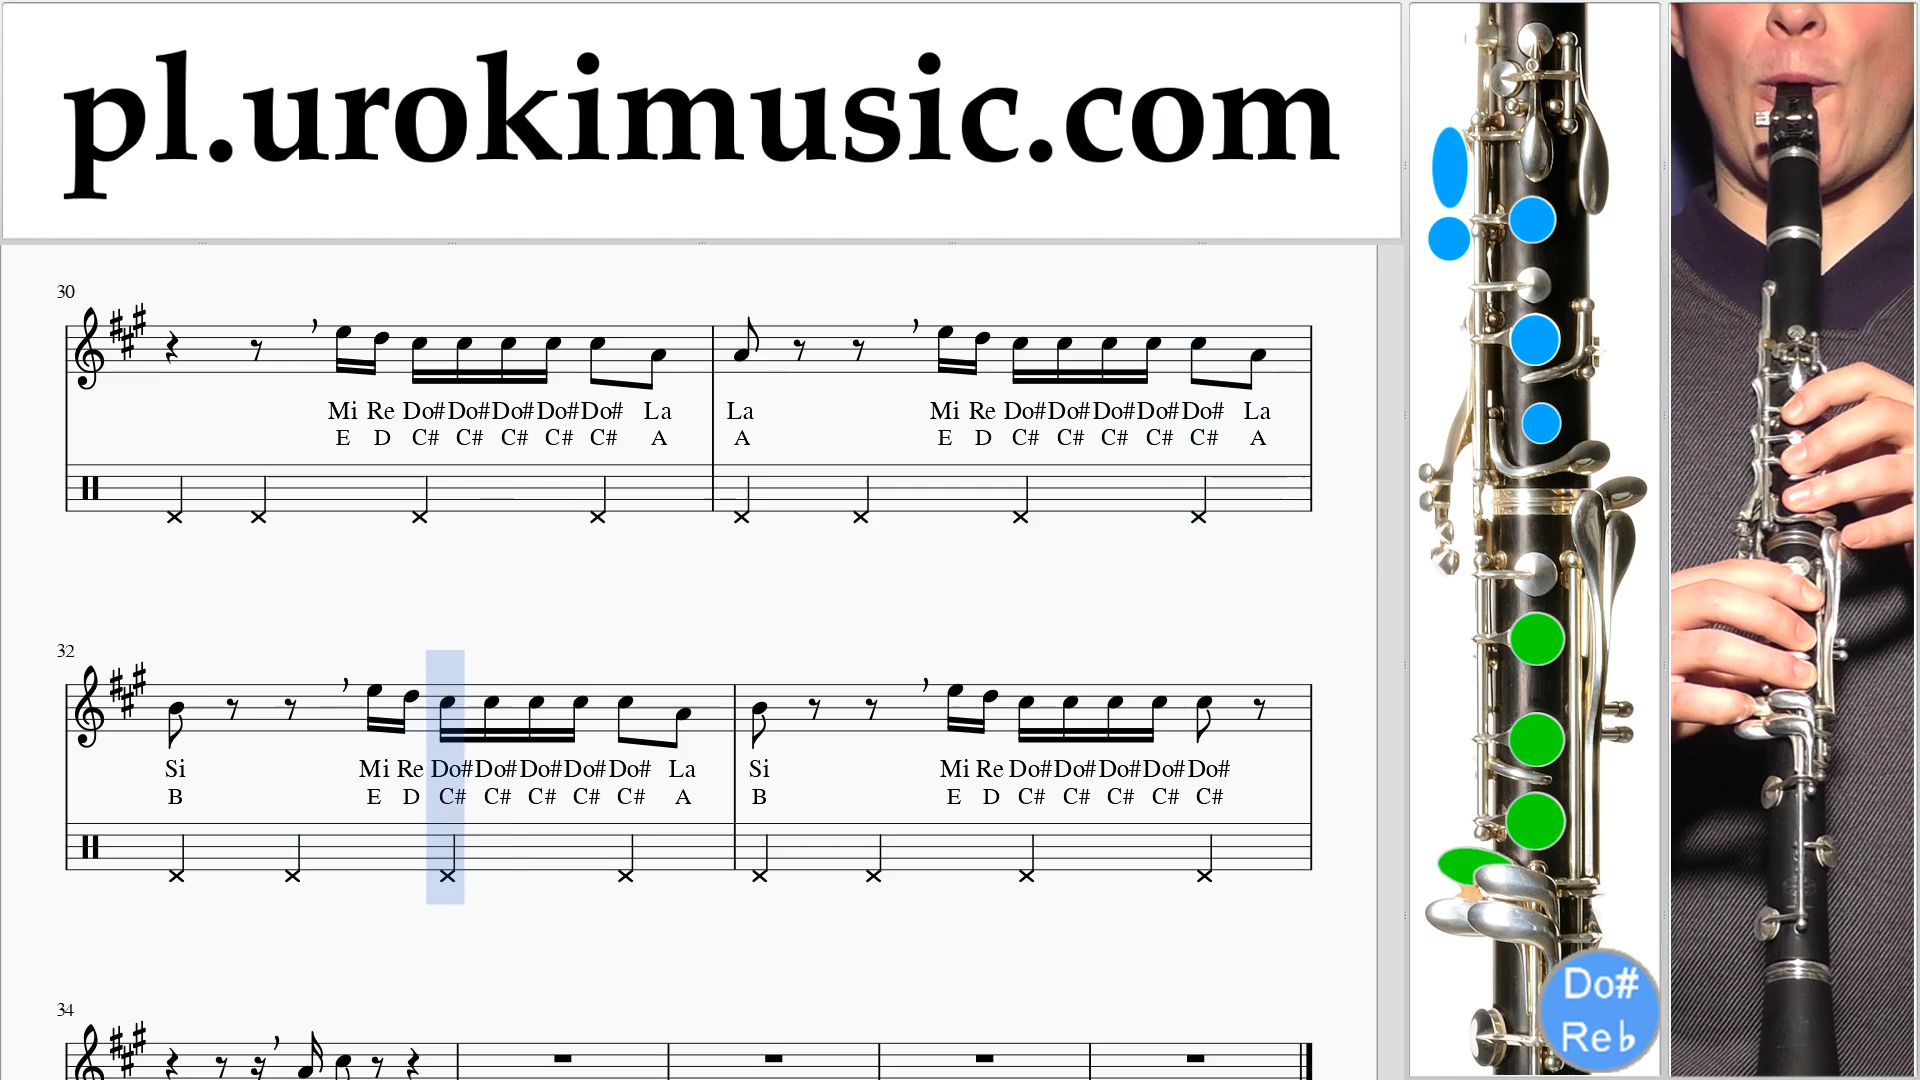 pl.urokimusic.com
30
Mi Re Do# Do# Do# Do# Do# La La Mi Re Do# Do# Do# Do# Do# La
E D C# C# C# C# C# A A E D C# C# C# C# C# A
32
Si Mi Re Do# Do# Do# Do# Do# La Si Mi Re Do# Do# Do# Do# Do#
B E D C# C# C# C# C# A B E D C# C# C# C# C#
34
Do#
Re♭